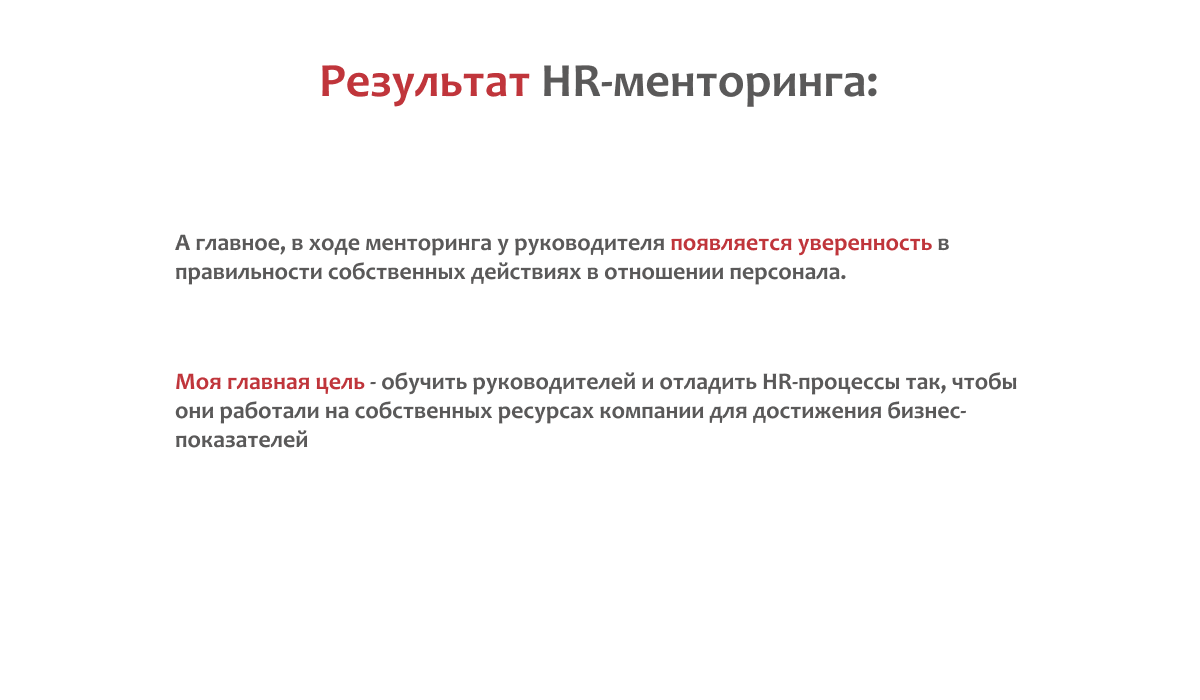 Результат HR-менторинга:
А главное, в ходе менторинга у руководителя появляется уверенность в
правильности собственных действиях в отношении персонала.
Моя главная цель - обучить руководителей и отладить HR-процессы так, чтобы
они работали на собственных ресурсах компании для достижения бизнес-
показателей